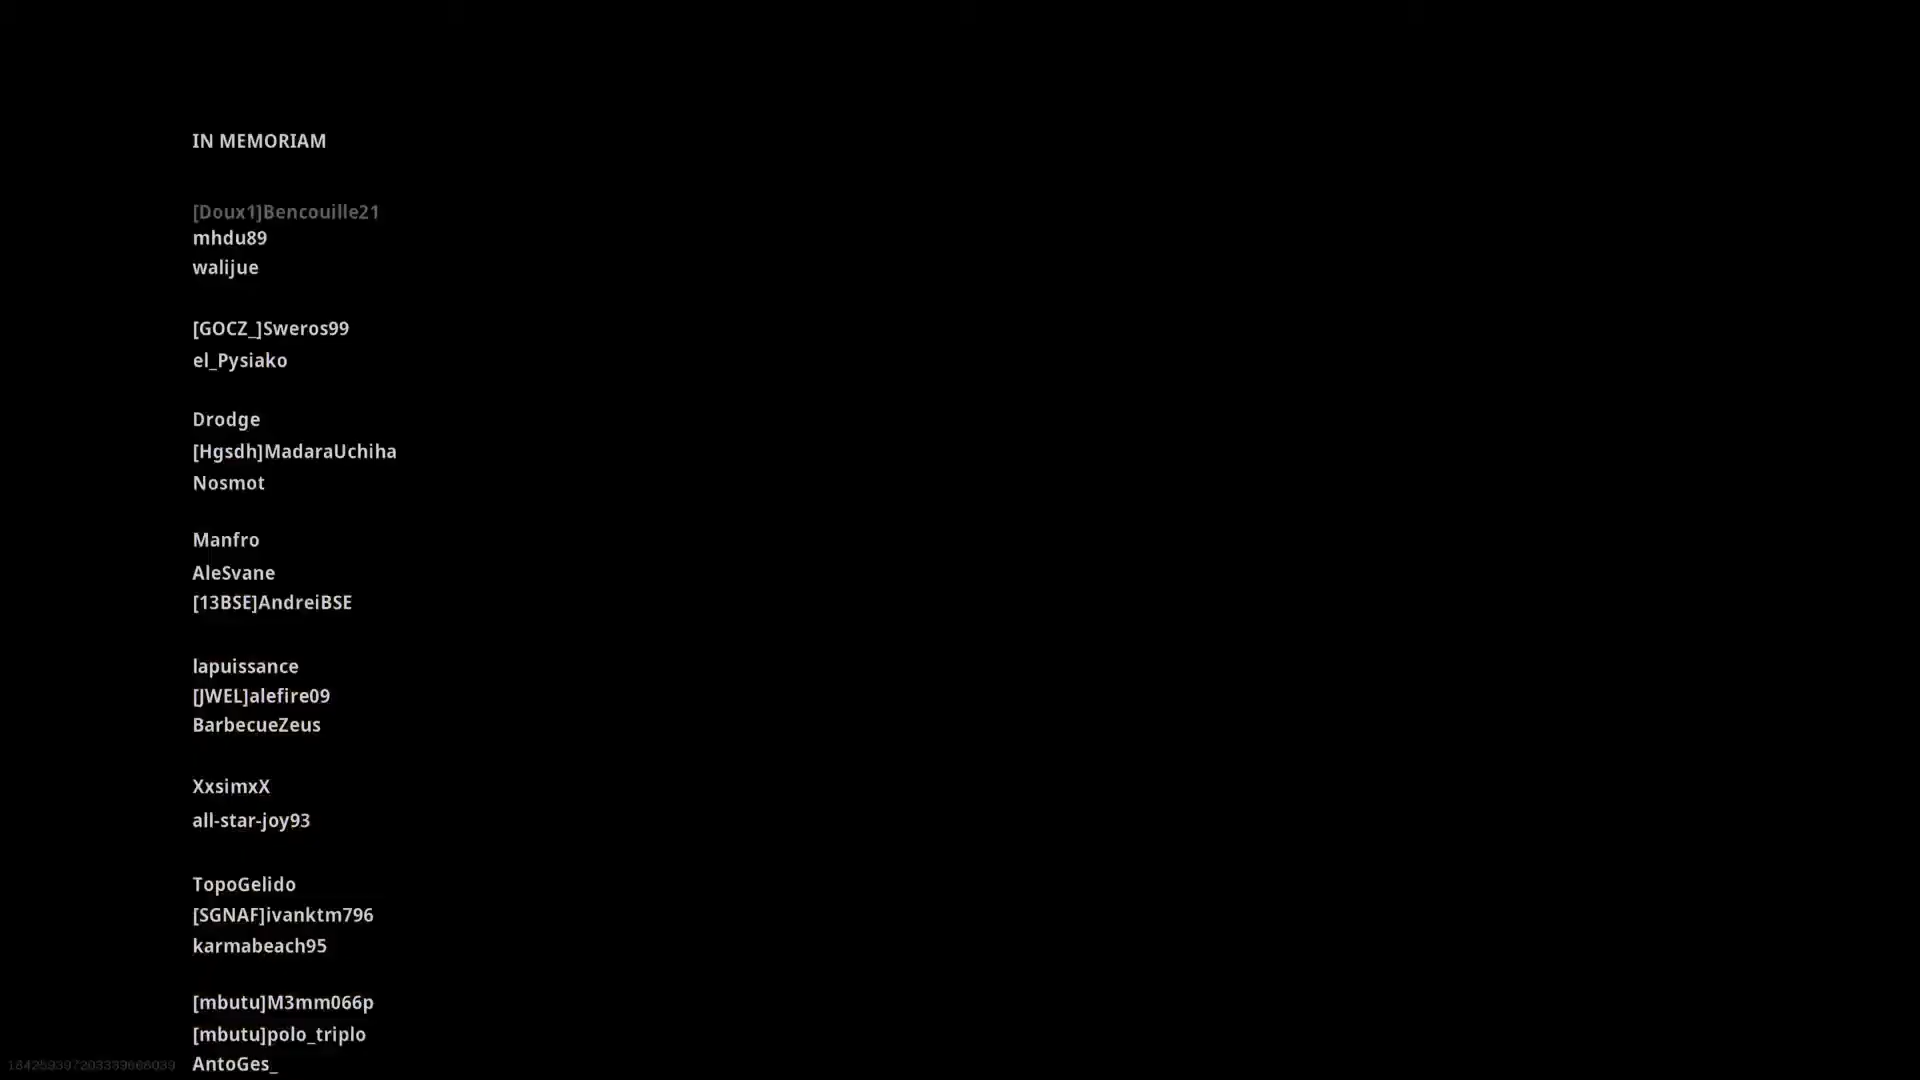 IN MEMORIAM
[Doux1]Bencouille21
mhdu89
walijue
[GOCZ_]Sweros99
el_Pysiako
Drodge
[Hgsdh]MadaraUchiha
Nosmot
Manfro
AleSvane
[13BSE]AndreiBSE
lapuissance
[JWEL]alefire09
BarbecueZeus
XxsimxX
all-star-joy93
TopoGelido
[SGNAF]ivanktm796
karmabeach95
[mbutu]M3mm066p
[mbutu]polo_triplo
AntoGes_